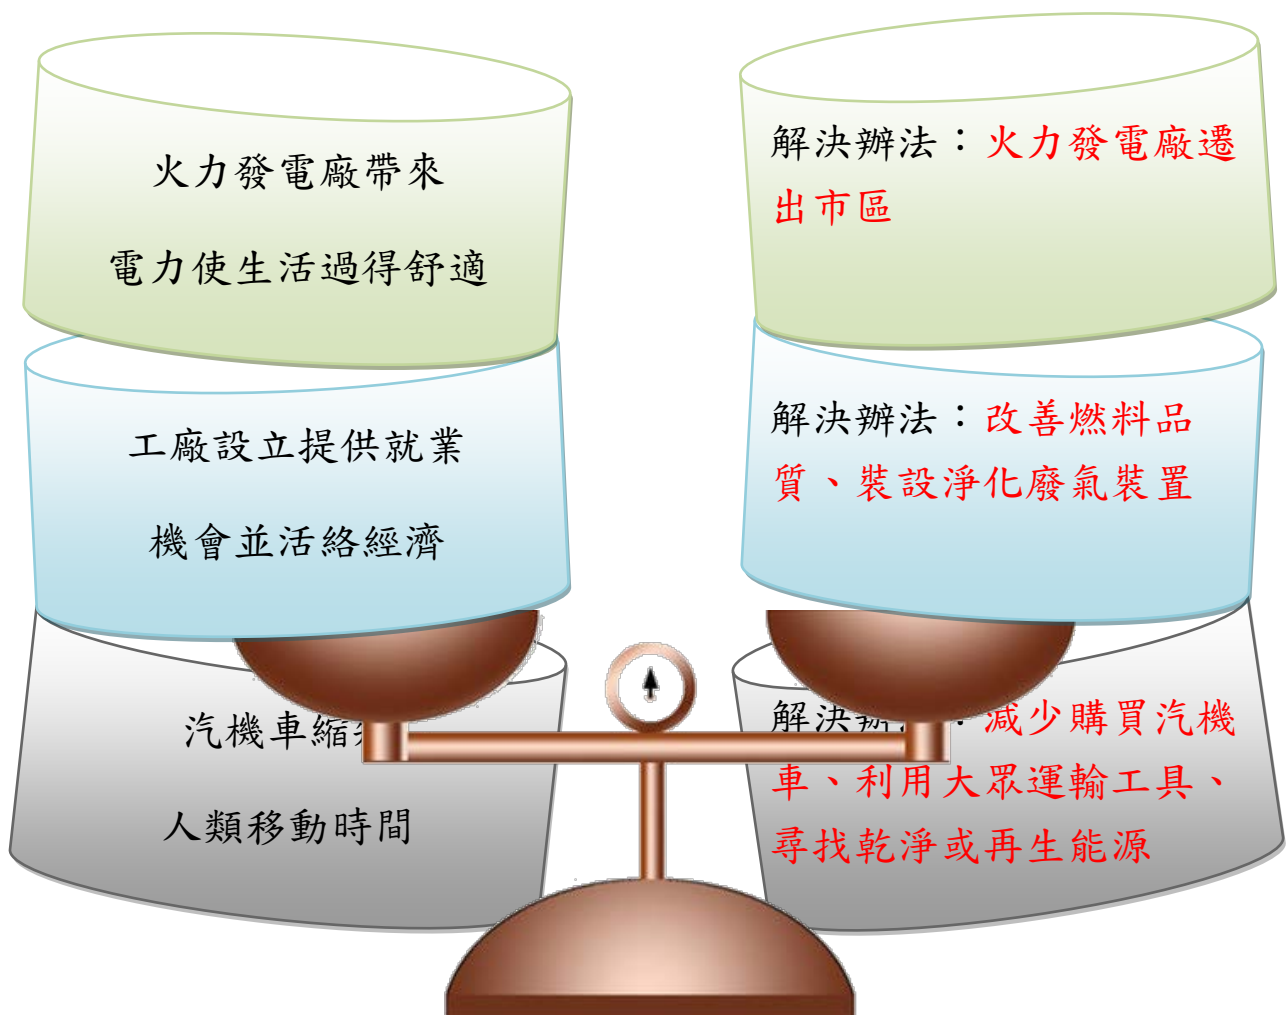 火力發電廠帶來
電力使生活過得舒適
工廠設立提供就業
機會並活絡經濟
汽機車縮
人類移動時間
解決辦法：火力發電廠遷
出市區
解決辦法：改善燃料品
質、裝設淨化廢氣裝置
解決辦法：減少購買汽機
車、利用大眾運輸工具、
尋找乾淨或再生能源